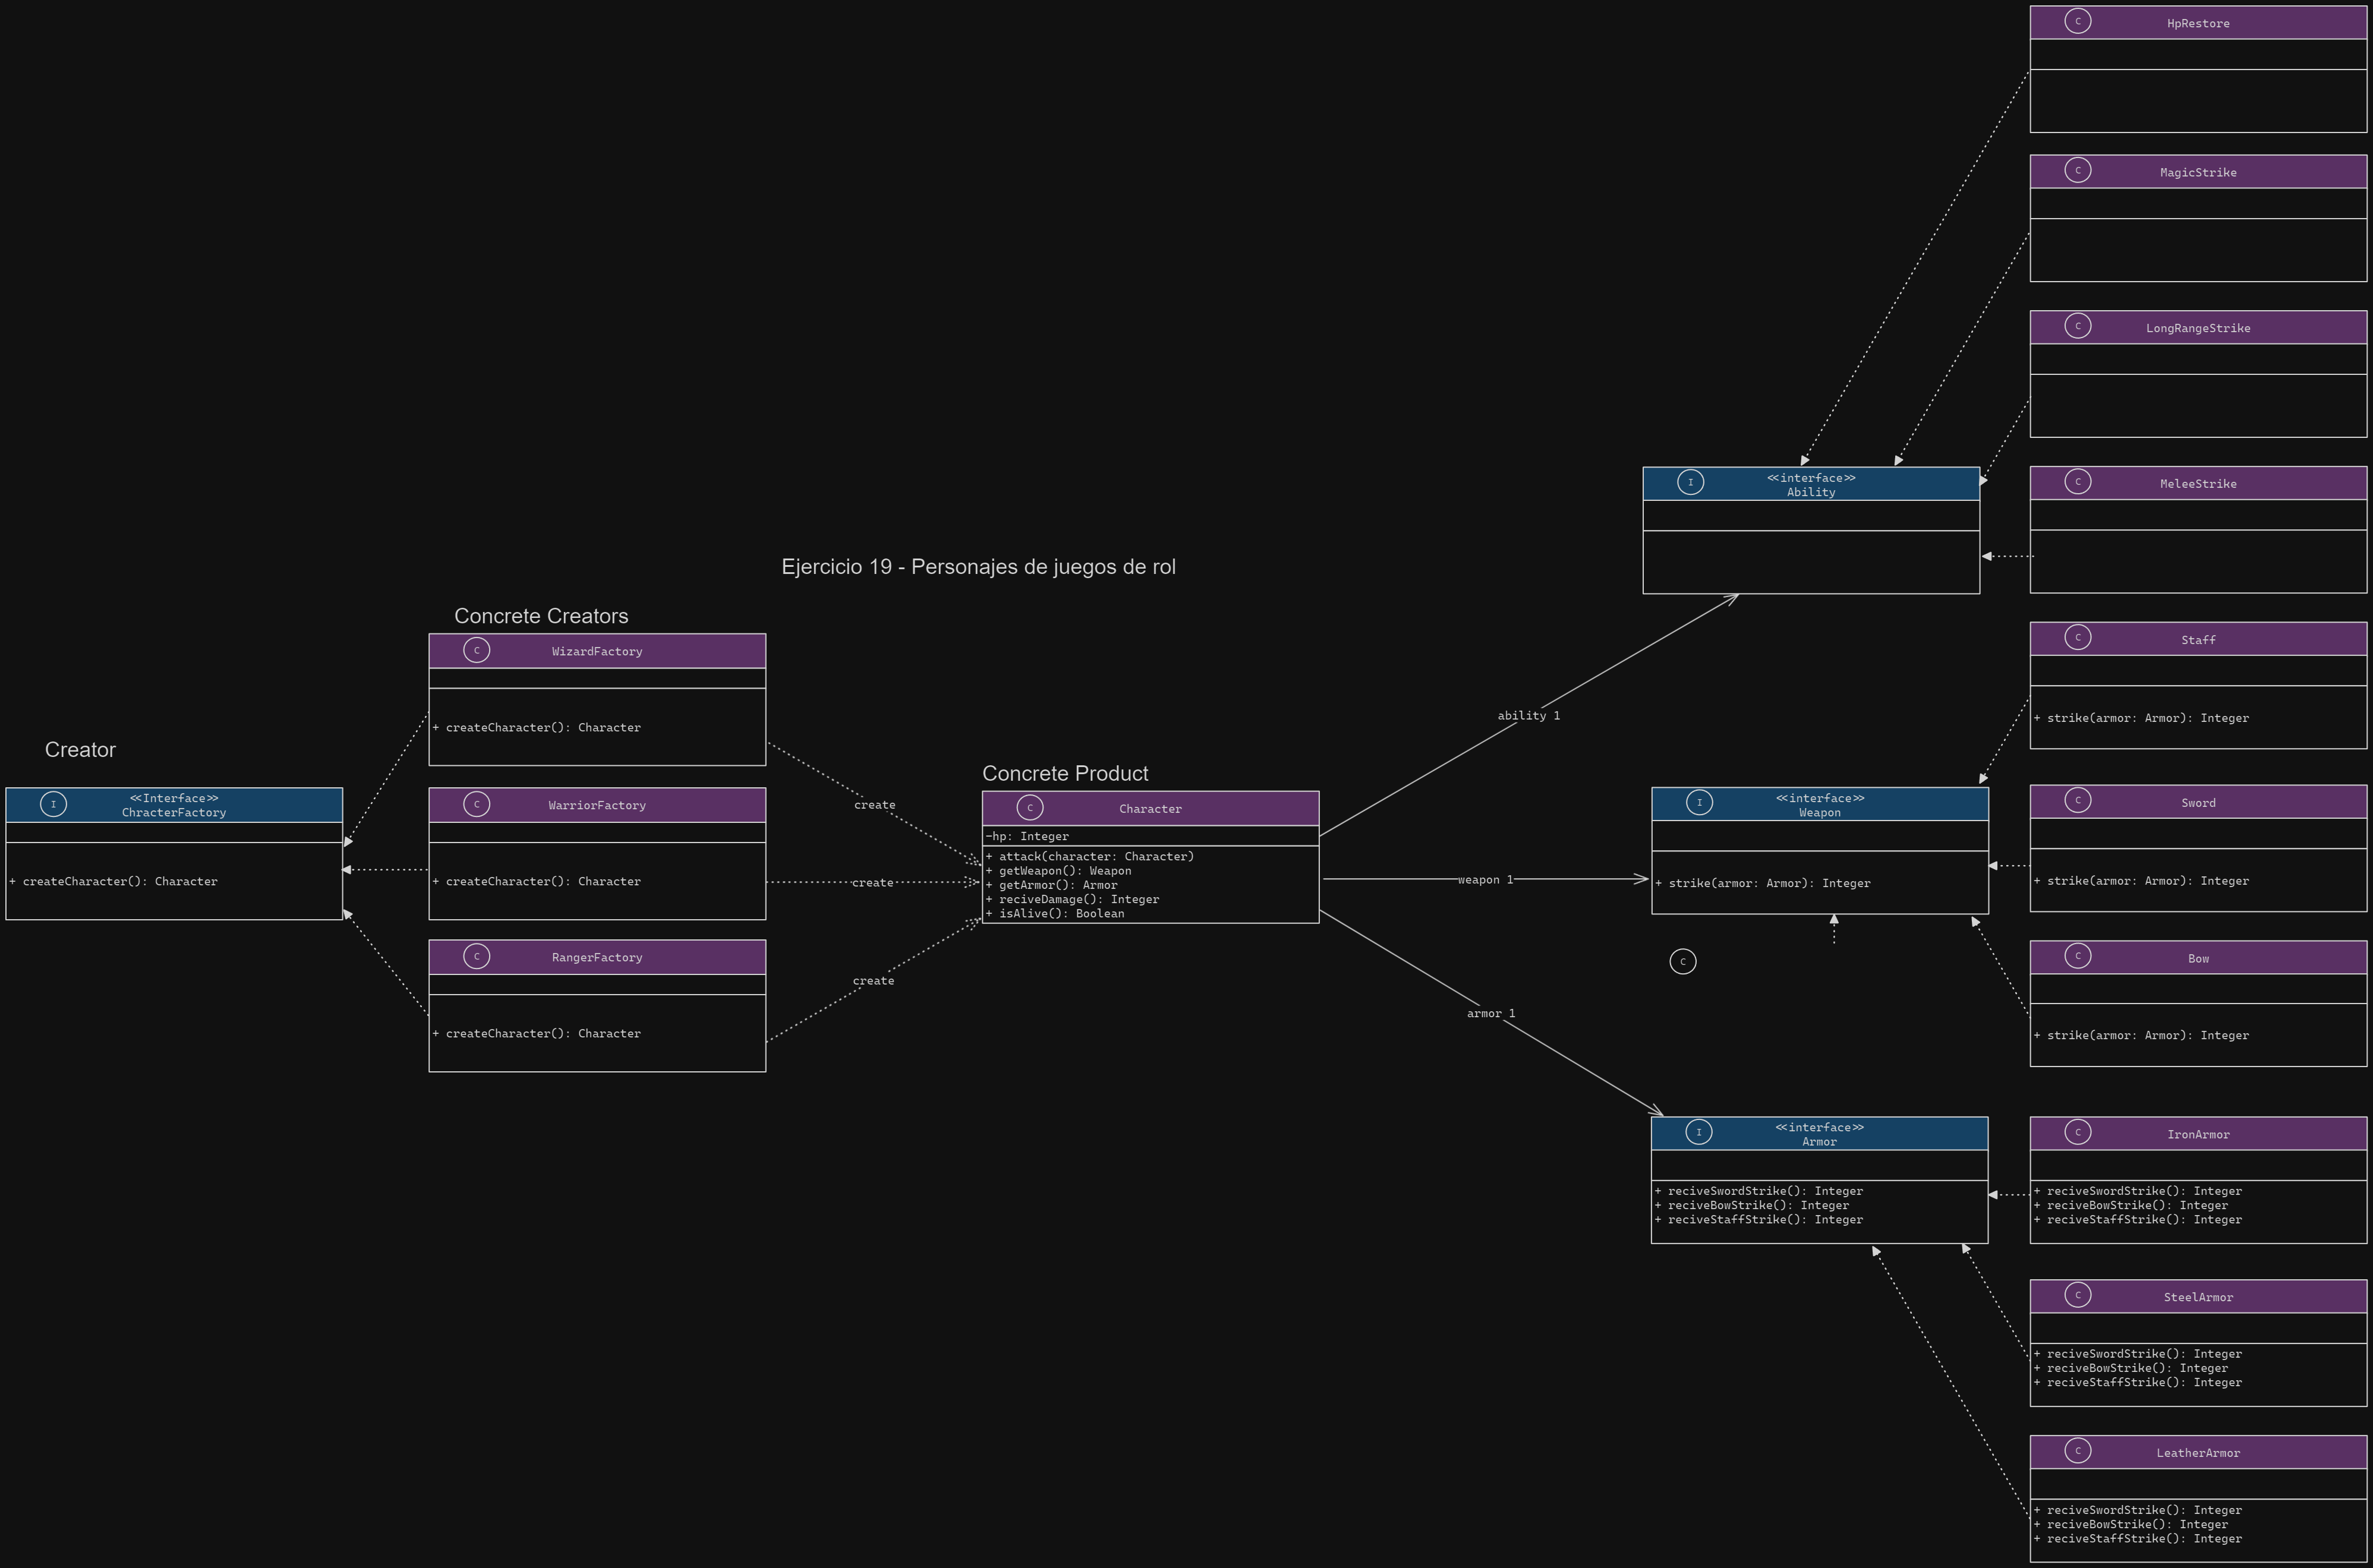 Ejercicio 19 - Personajes de juegos de rol
Creator
I
<<Interface>>
ChracterFactory
+ createCharacter(): Character
Concrete Creators
C
WizardFactory
+ createCharacter(): Character
C
WarriorFactory
+ createCharacter(): Character
C
RangerFactory
+ createCharacter(): Character
create
create
create
Concrete Product
C
Character
-hp: Integer
+ attack(character: Character)
+ getWeapon(): Weapon
+ getArmor(): Armor
+ reciveDamage(): Integer
+ isAlive(): Boolean
ability 1
weapon 1
armor 1
I
<<interface>>
Ability
I
<<interface>>
Weapon
+ strike(armor: Armor): Integer
C
I
<<interface>>
Armor
+ reciveSwordStrike(): Integer
+ reciveBowStrike(): Integer
+ reciveStaffStrike(): Integer
C
HpRestore
C
MagicStrike
C
LongRangeStrike
C
MeleeStrike
C
Staff
+ strike(armor: Armor): Integer
C
Sword
+ strike(armor: Armor): Integer
C
Bow
+ strike(armor: Armor): Integer
C
IronArmor
+ reciveSwordStrike(): Integer
+ reciveBowStrike(): Integer
+ reciveStaffStrike(): Integer
C
SteelArmor
+ reciveSwordStrike(): Integer
+ reciveBowStrike(): Integer
+ reciveStaffStrike(): Integer
C
LeatherArmor
+ reciveSwordStrike(): Integer
+ reciveBowStrike(): Integer
+ reciveStaffStrike(): Integer